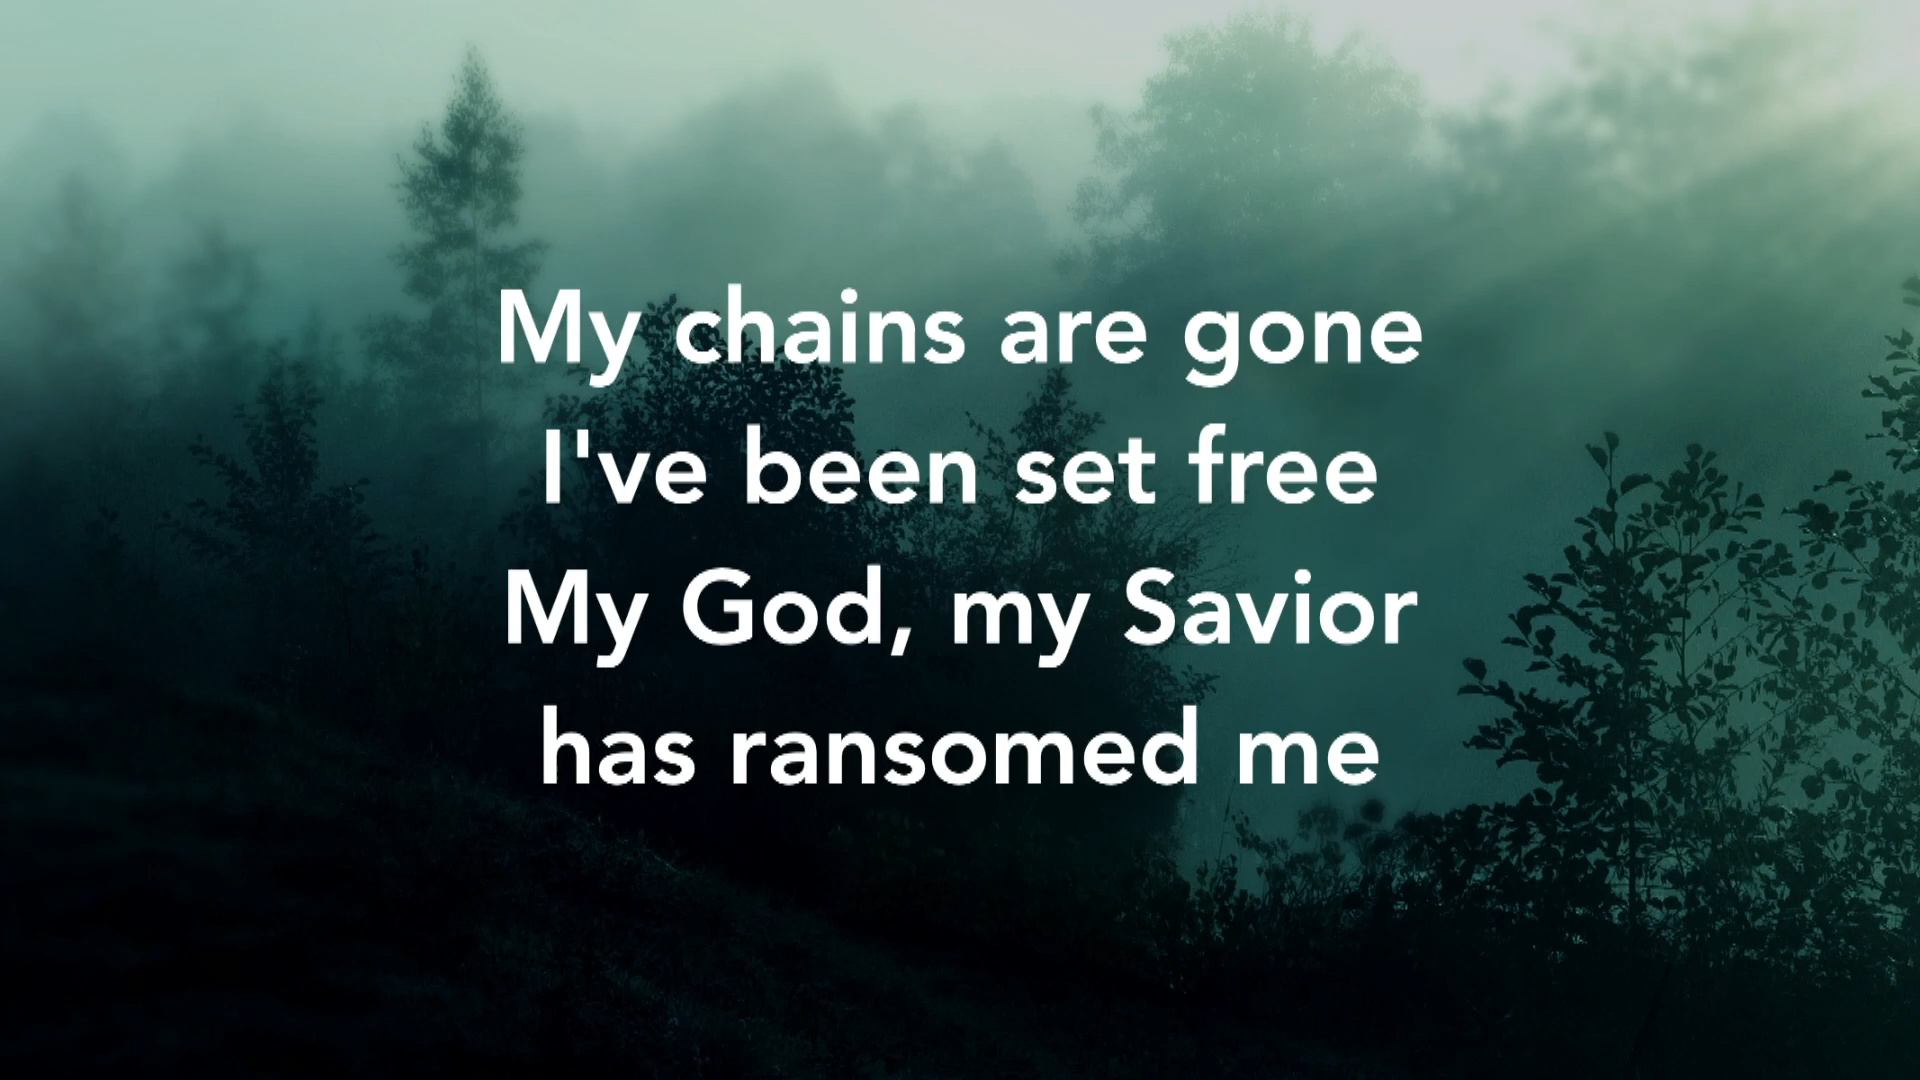 My chains are gone
I've been set free
My God, my Savior
has ransomed me